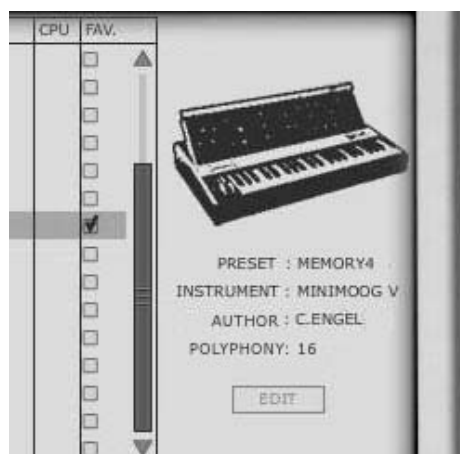 CPU FAV.
PRESET : MEMORY4
INSTRUMENT : MINIMOOG V
AUTHOR : C.ENGEL
POLYPHONY: 16
EDIT